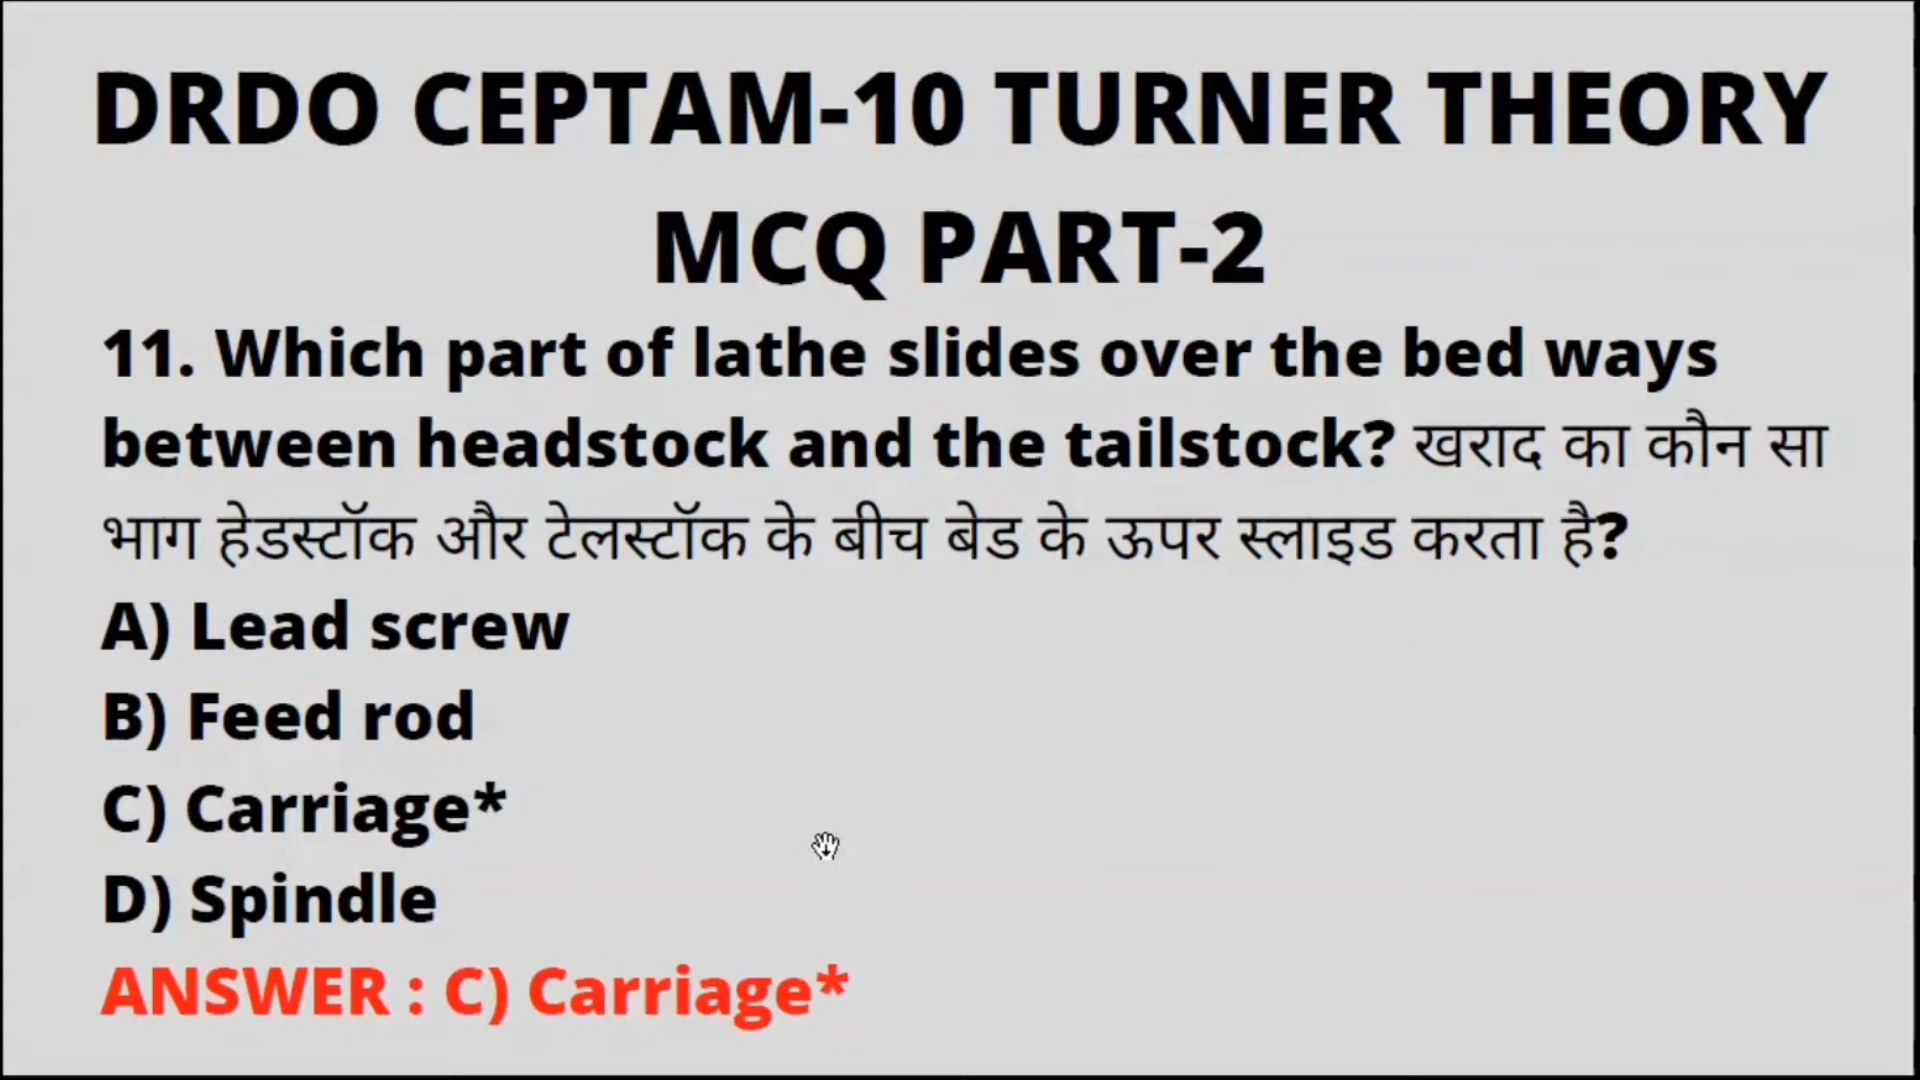 DRDO CEPTAM-10 TURNER THEORY
MCQ PART-2
11. Which part of lathe slides over the bed ways
between headstock and the tailstock? खराद का कौन सा
भाग हेडस्टॉक और टेलस्टॉक के बीच बेड के ऊपर स्लाइड करता है?
A) Lead screw
B) Feed rod
C) Carriage*
D) Spindle
ANSWER : C) Carriage*